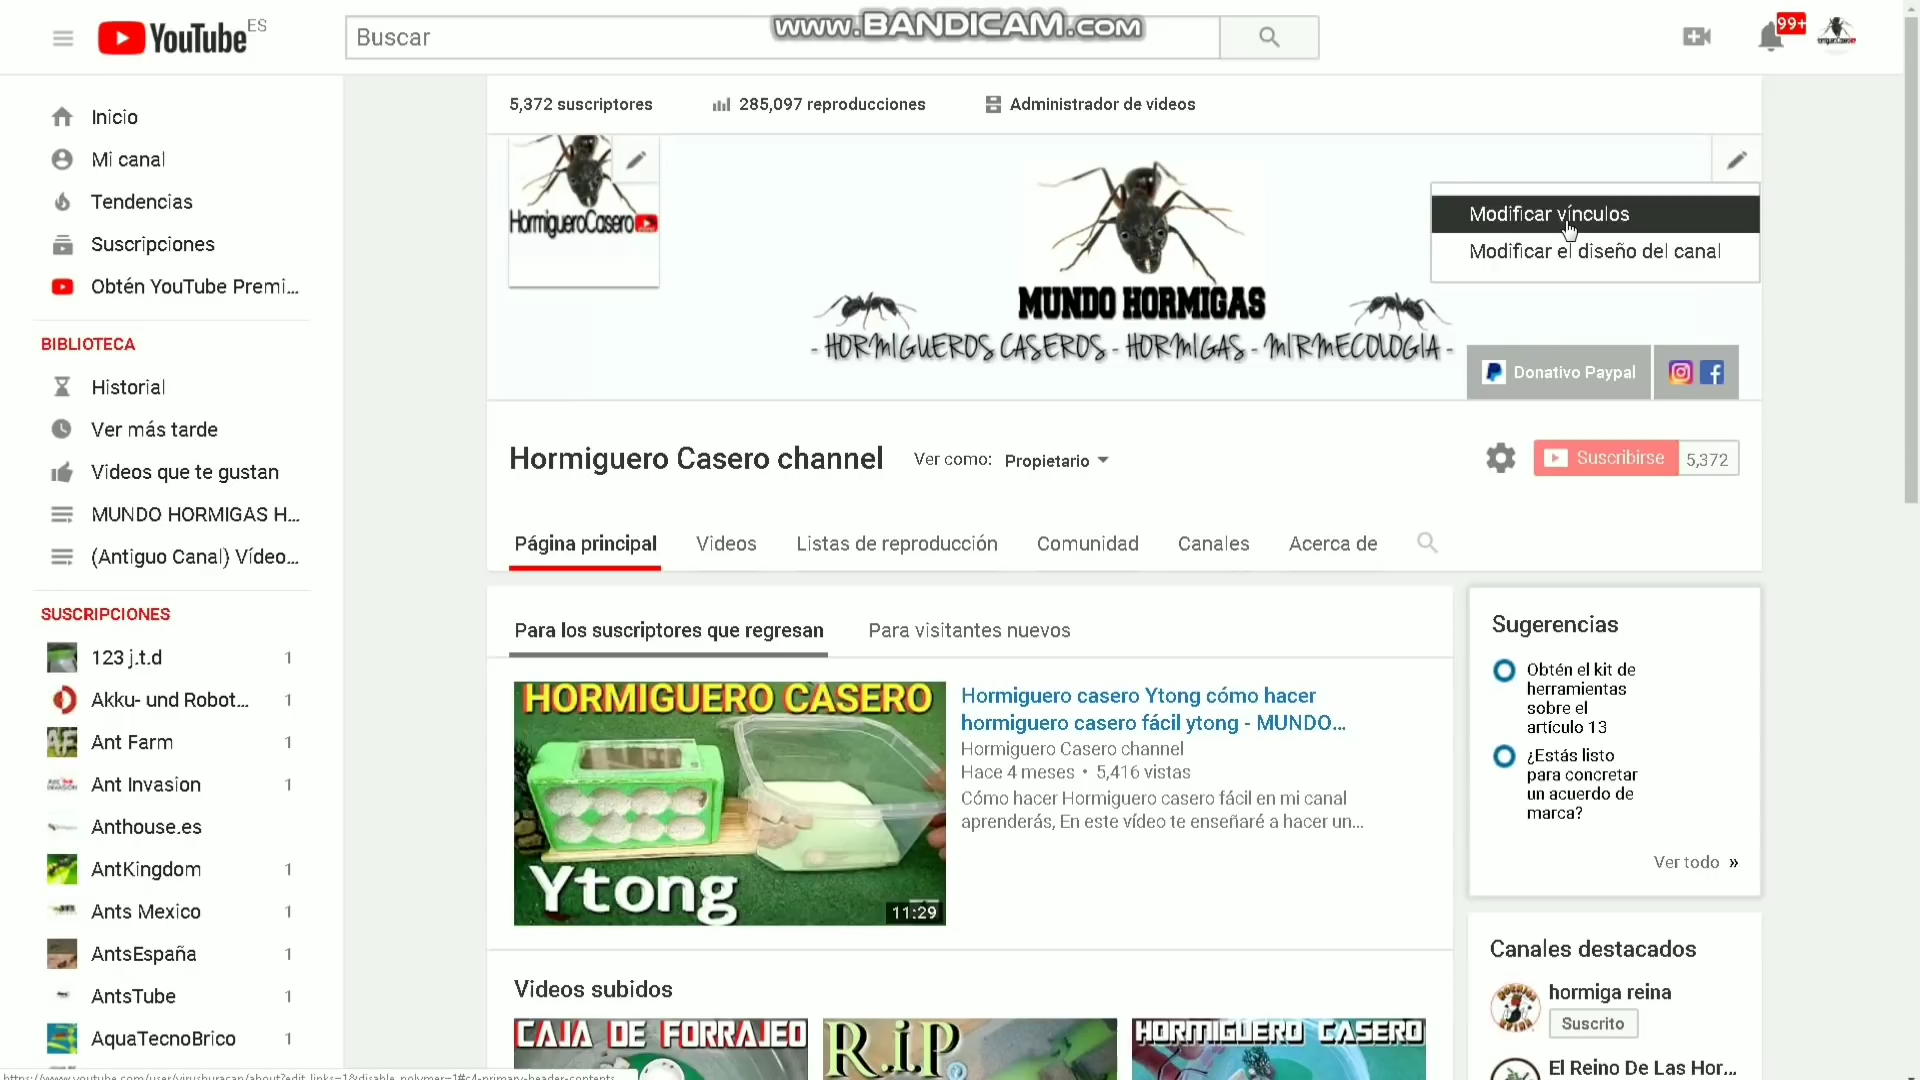 YouTube ES
Buscar
www.BANDICAM.com
99+
Inicio
Mi canal
Tendencias
Suscripciones
Obtén YouTube Premi...
BIBLIOTECA
Historial
Ver más tarde
Videos que te gustan
MUNDO HORMIGAS H...
(Antiguo Canal) Vídeo...
SUSCRIPCIONES
123 j.t.d 1
Akku- und Robot... 1
Ant Farm 1
Ant Invasion 1
Anthouse.es
AntKingdom 1
Ants Mexico 1
AntsEspaña 1
AntsTube 1
AquaTecnoBrico 1
5,372 suscriptores
285,097 reproducciones
Administrador de videos
HormigueroCasero
MUNDO HORMIGAS
- HORMIGUEROS CASEROS - HORMIGAS - MIRMECOLOGIA -
Modificar vínculos
Modificar el diseño del canal
Donativo Paypal
Hormiguero Casero channel
Ver como: Propietario
Suscribirse 5,372
Página principal
Videos
Listas de reproducción
Comunidad
Canales
Acerca de
Para los suscriptores que regresan
Para visitantes nuevos
HORMIGUERO CASERO
Ytong
11:29
Hormiguero casero Ytong cómo hacer
hormiguero casero fácil ytong - MUNDO...
Hormiguero Casero channel
Hace 4 meses • 5,416 vistas
Cómo hacer Hormiguero casero fácil en mi canal
aprenderás, En este vídeo te enseñaré a hacer un...
Videos subidos
CAJA DE FORRAJEO
R.i.P
HORMIGUERO CASERO
Sugerencias
Obtén el kit de
herramientas
sobre el
artículo 13
¿Estás listo
para concretar
un acuerdo de
marca?
Ver todo »
Canales destacados
hormiga reina
Suscrito
El Reino De Las Hor...